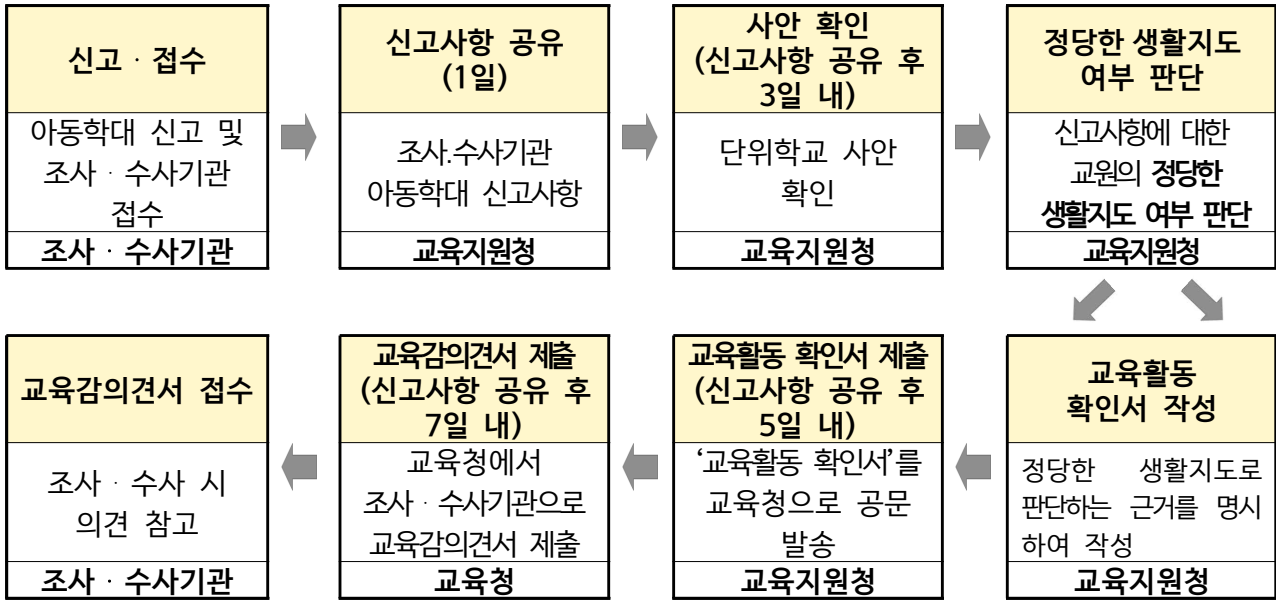 신고 · 접수
아동학대 신고 및
조사 · 수사기관
접수
조사 · 수사기관
신고사항 공유
(1일)
조사.수사기관
아동학대 신고사항
교육지원청
사안 확인
(신고사항 공유 후
3일 내)
단위학교 사안
확인
교육지원청
정당한 생활지도
여부 판단
신고사항에 대한
교원의 정당한
생활지도 여부 판단
교육지원청
교육활동
확인서 작성
정당한 생활지도로
판단하는 근거를 명시
하여 작성
교육지원청
교육활동 확인서 제출
(신고사항 공유 후
5일 내)
‘교육활동 확인서’를
교육청으로 공문
발송
교육지원청
교육감의견서 제출
(신고사항 공유 후
7일 내)
교육청에서
조사 · 수사기관으로
교육감의견서 제출
교육청
교육감의견서 접수
조사 · 수사 시
의견 참고
조사 · 수사기관